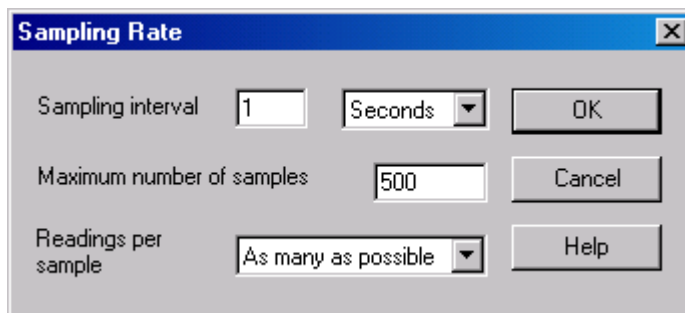 Sampling Rate
Sampling interval 1 Seconds OK
Maximum number of samples 500 Cancel
Readings per
sample As many as possible Help